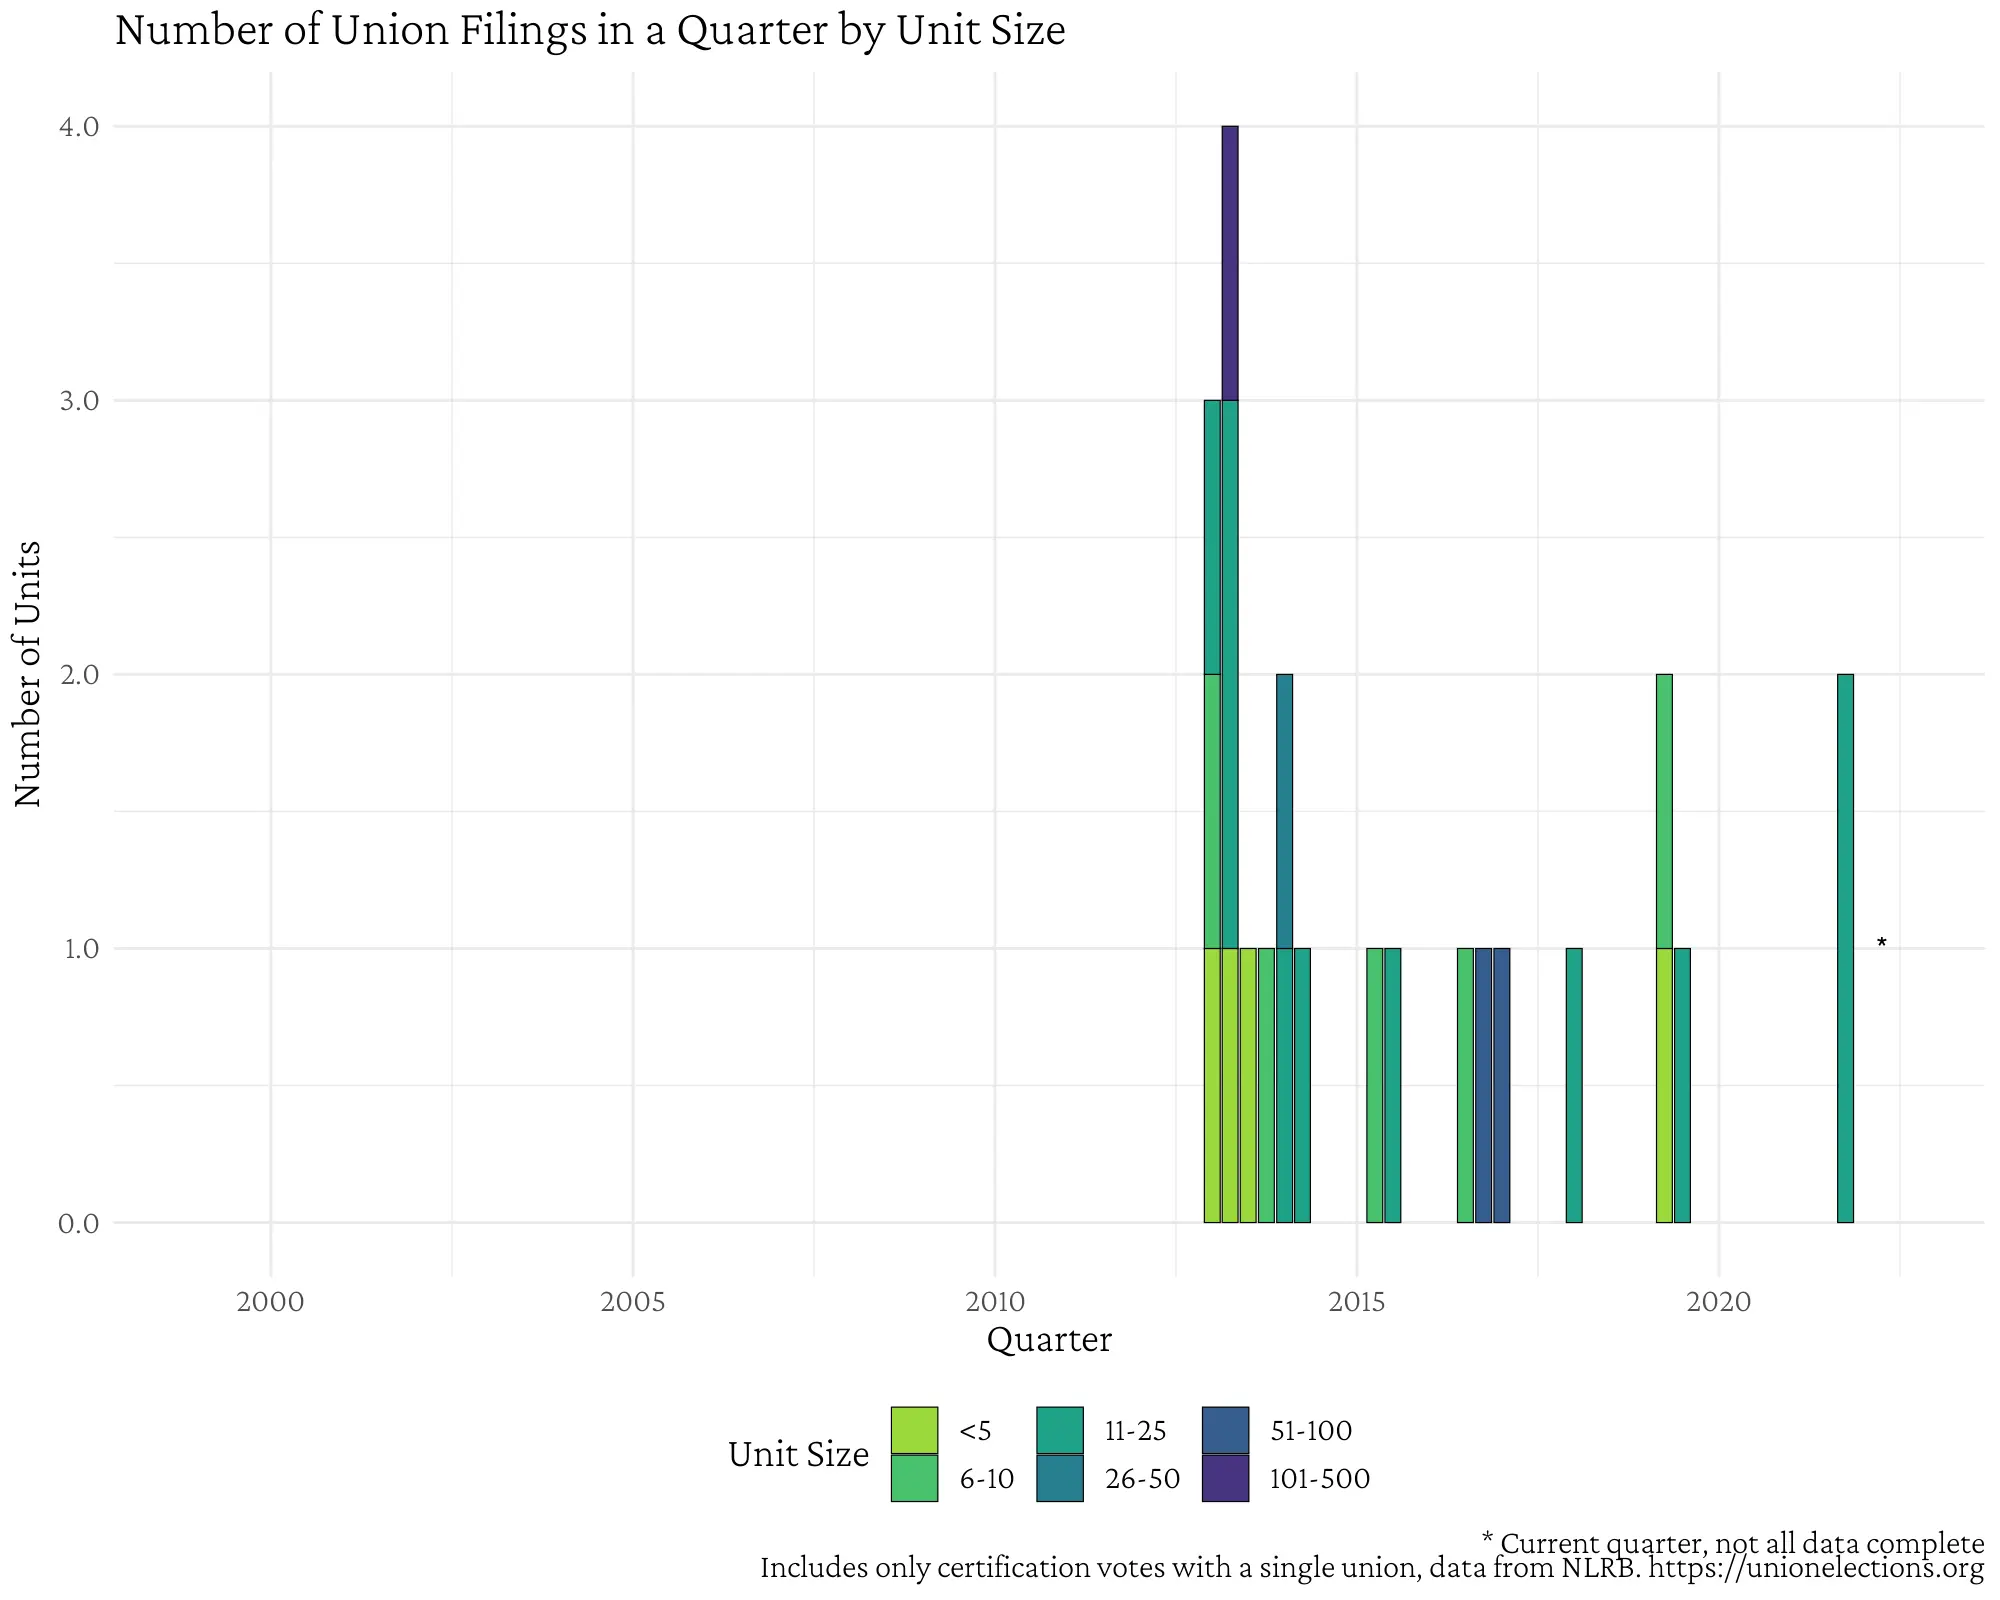 Number of Union Filings in a Quarter by Unit Size
Number of Units
4.0
3.0
2.0
1.0
0.0
*
2000 2005 2010 2015 2020
Quarter
Unit Size
<5 11-25 51-100
6-10 26-50 101-500
* Current quarter, not all data complete
Includes only certification votes with a single union, data from NLRB. https://unionelections.org